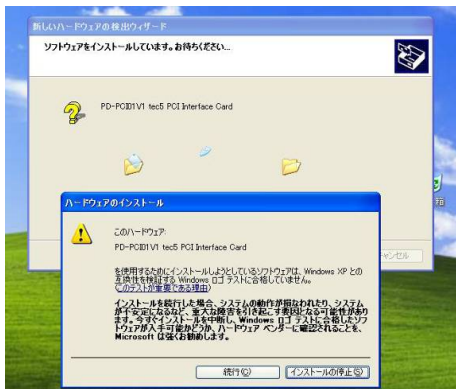 新しいハードウェアの検出ウィザード
ソフトウェアをインストールしています。お待ちください...
PD-PCI01V1 tec5 PCI Interface Card
ハードウェアのインストール
このハードウェア:
PD-PCI01V1 tec5 PCI Interface Card
を使用するためにインストールしようとしているソフトウェアは、Windows XP との
互換性を検証する Windows ロゴ テストに合格していません。
(このテストが重要である理由)
インストールを続行した場合、システムの動作が損なわれたり、システム
が不安定になるなど、重大な障害を引き起こす要因となる可能性があり
ます。今すぐインストールを中断し、Windows ロゴ テストに合格したソフ
トウェアが入手可能かどうか、ハードウェア ベンダーに確認されることを、
Microsoft は強くお勧めします。
キャンセル
続行(C)
インストールの停止(S)